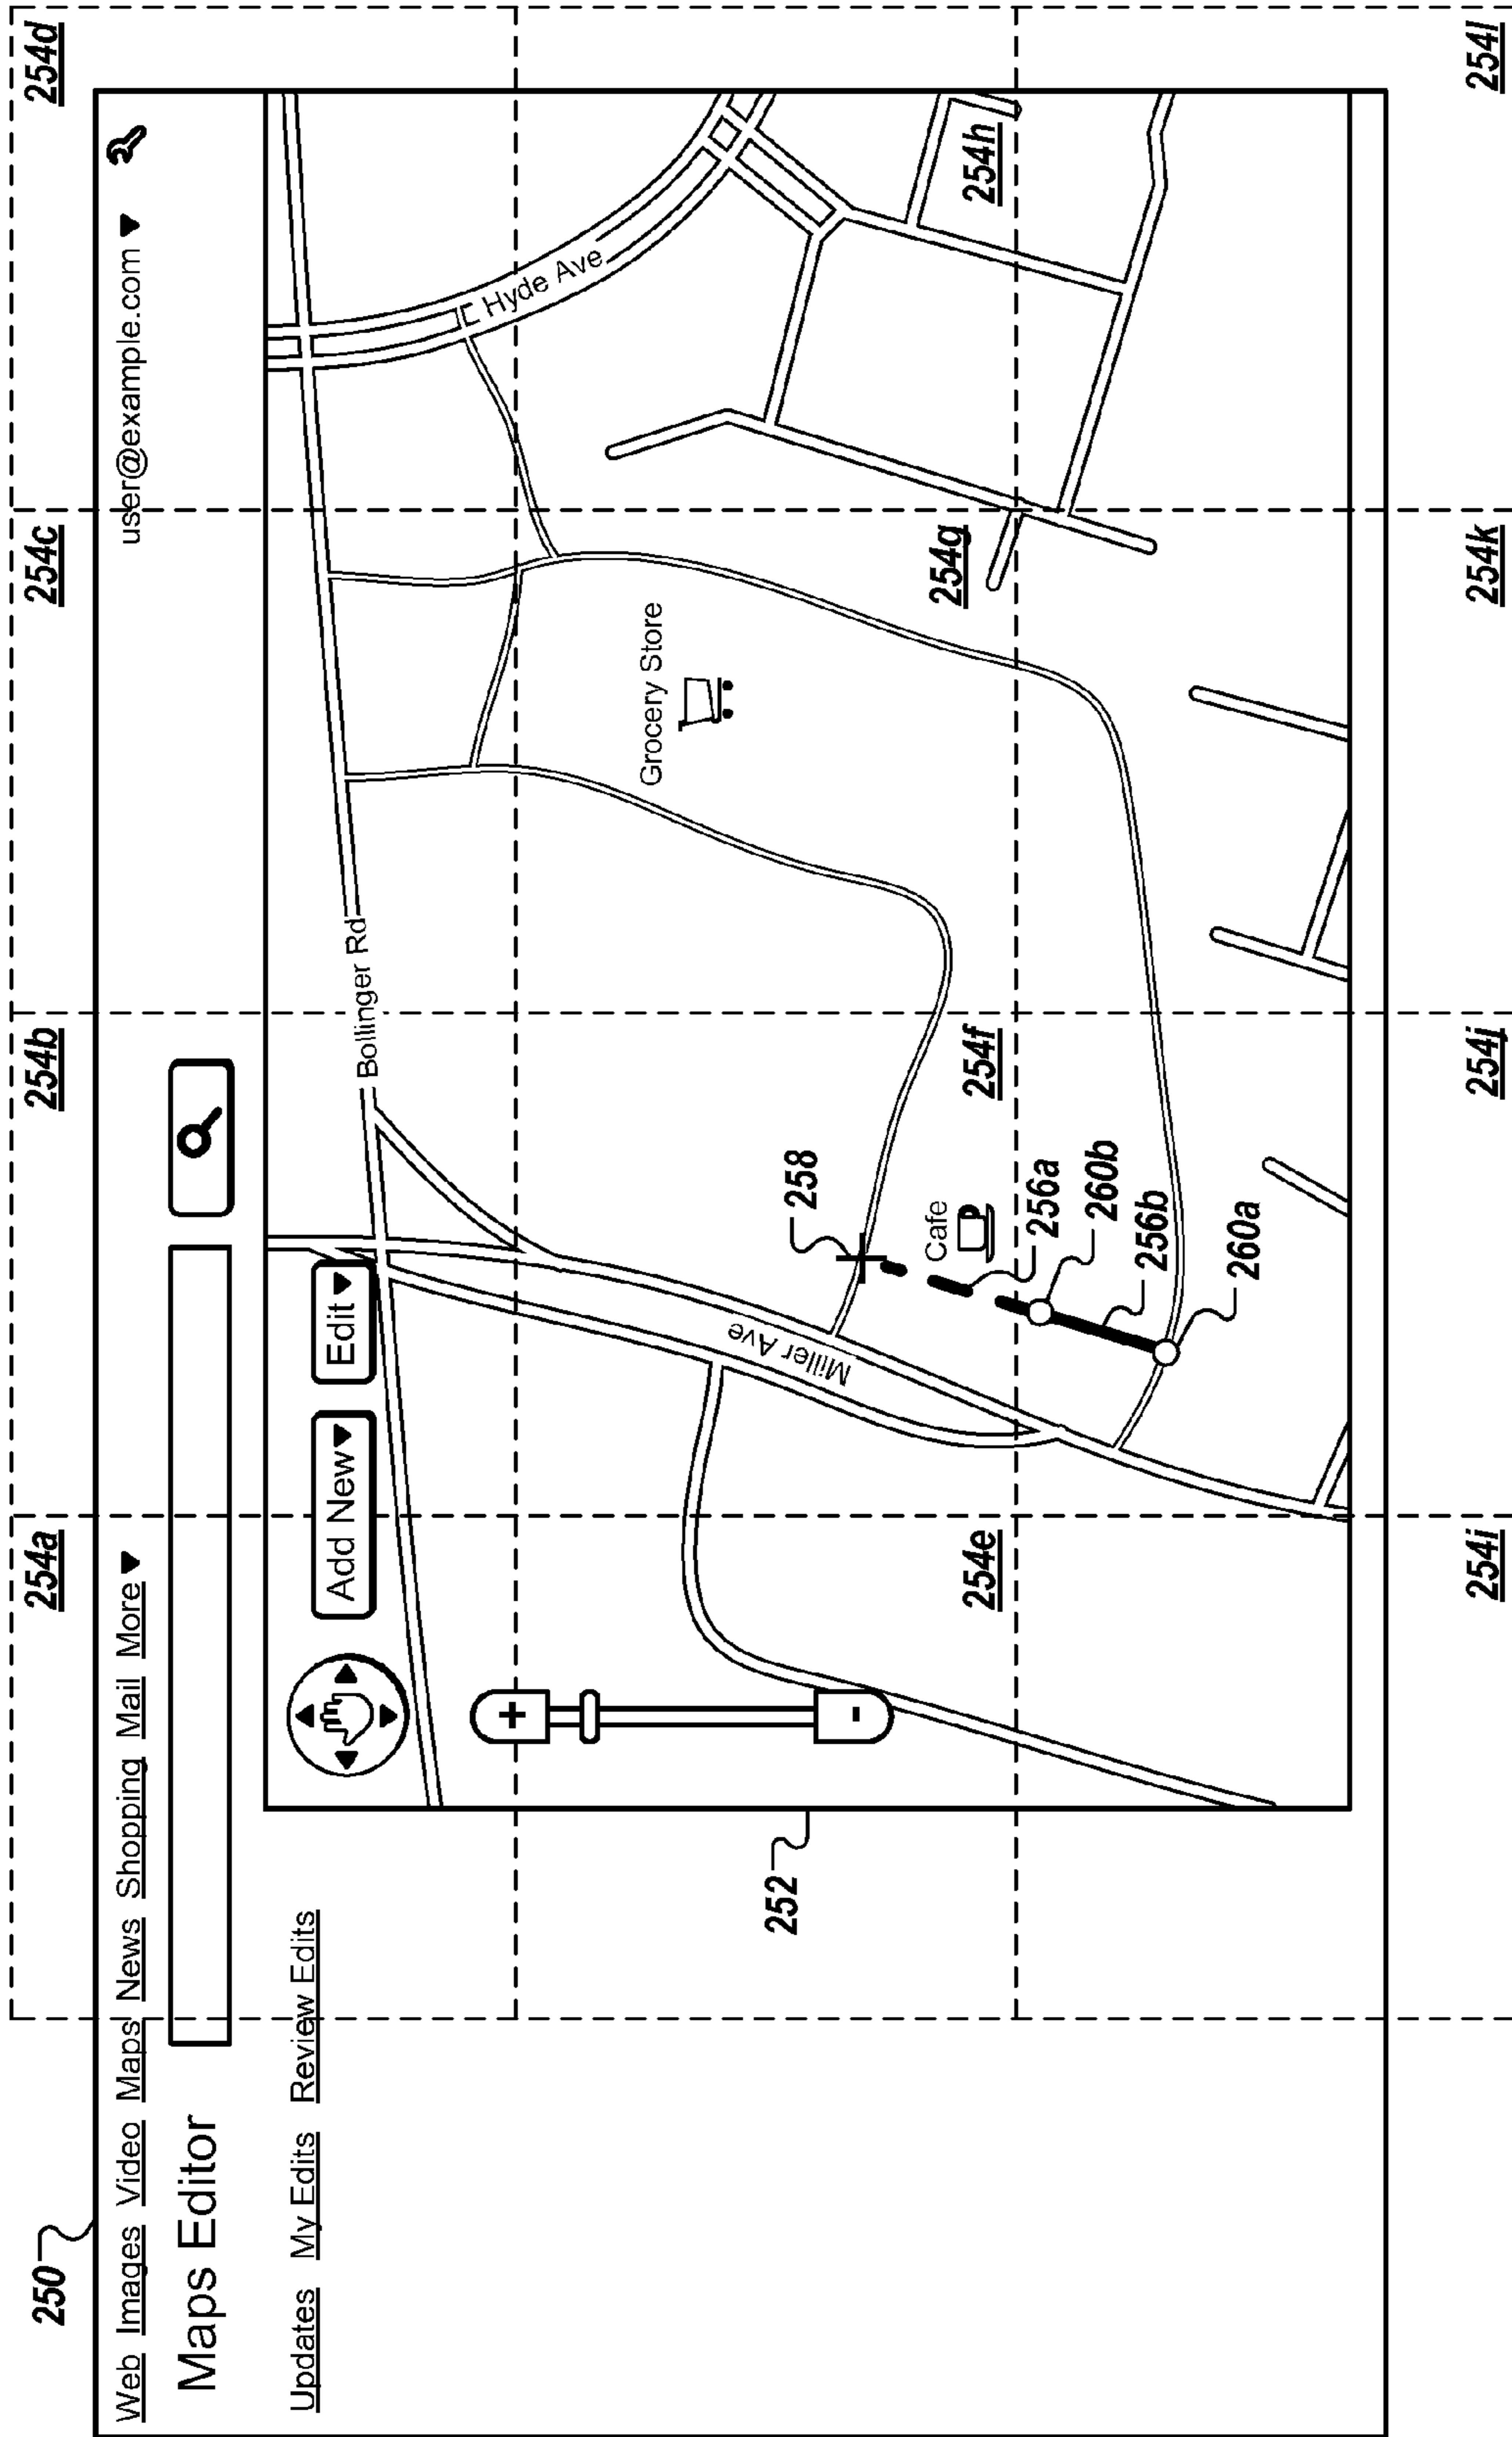 250
254a
254b
254c
254d
Web Images Video Maps News Shopping Mail More
user@example.com
Maps Editor
Updates My Edits Review Edits
Add New
Edit
Bollinger Rd
Hyde Ave
+
-
Grocery Store
Miller Ave
258
252
Cafe
254e
254f
254g
254h
256a
260b
256b
260a
254i
254j
254k
254l